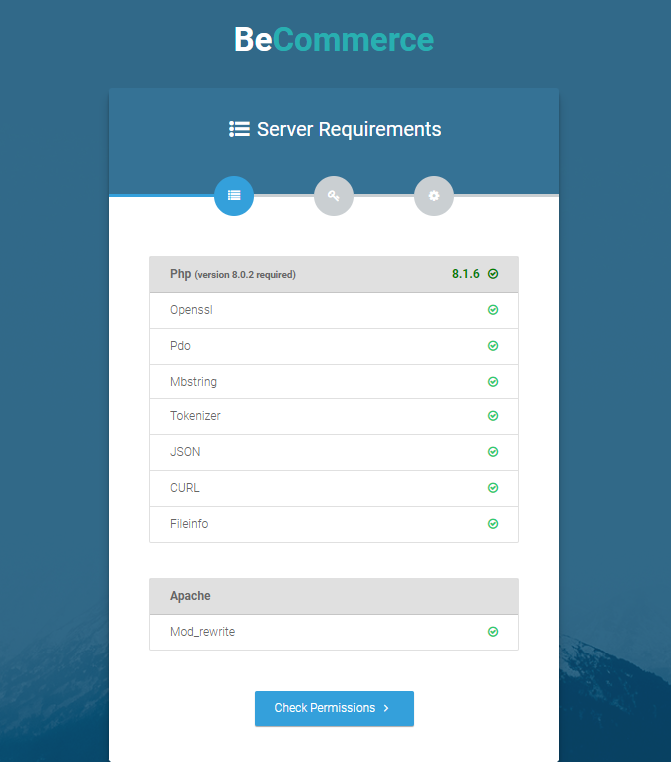 BeCommerce
Server Requirements
Php (version 8.0.2 required) 8.1.6
Openssl
Pdo
Mbstring
Tokenizer
JSON
CURL
Fileinfo
Apache
Mod_rewrite
Check Permissions